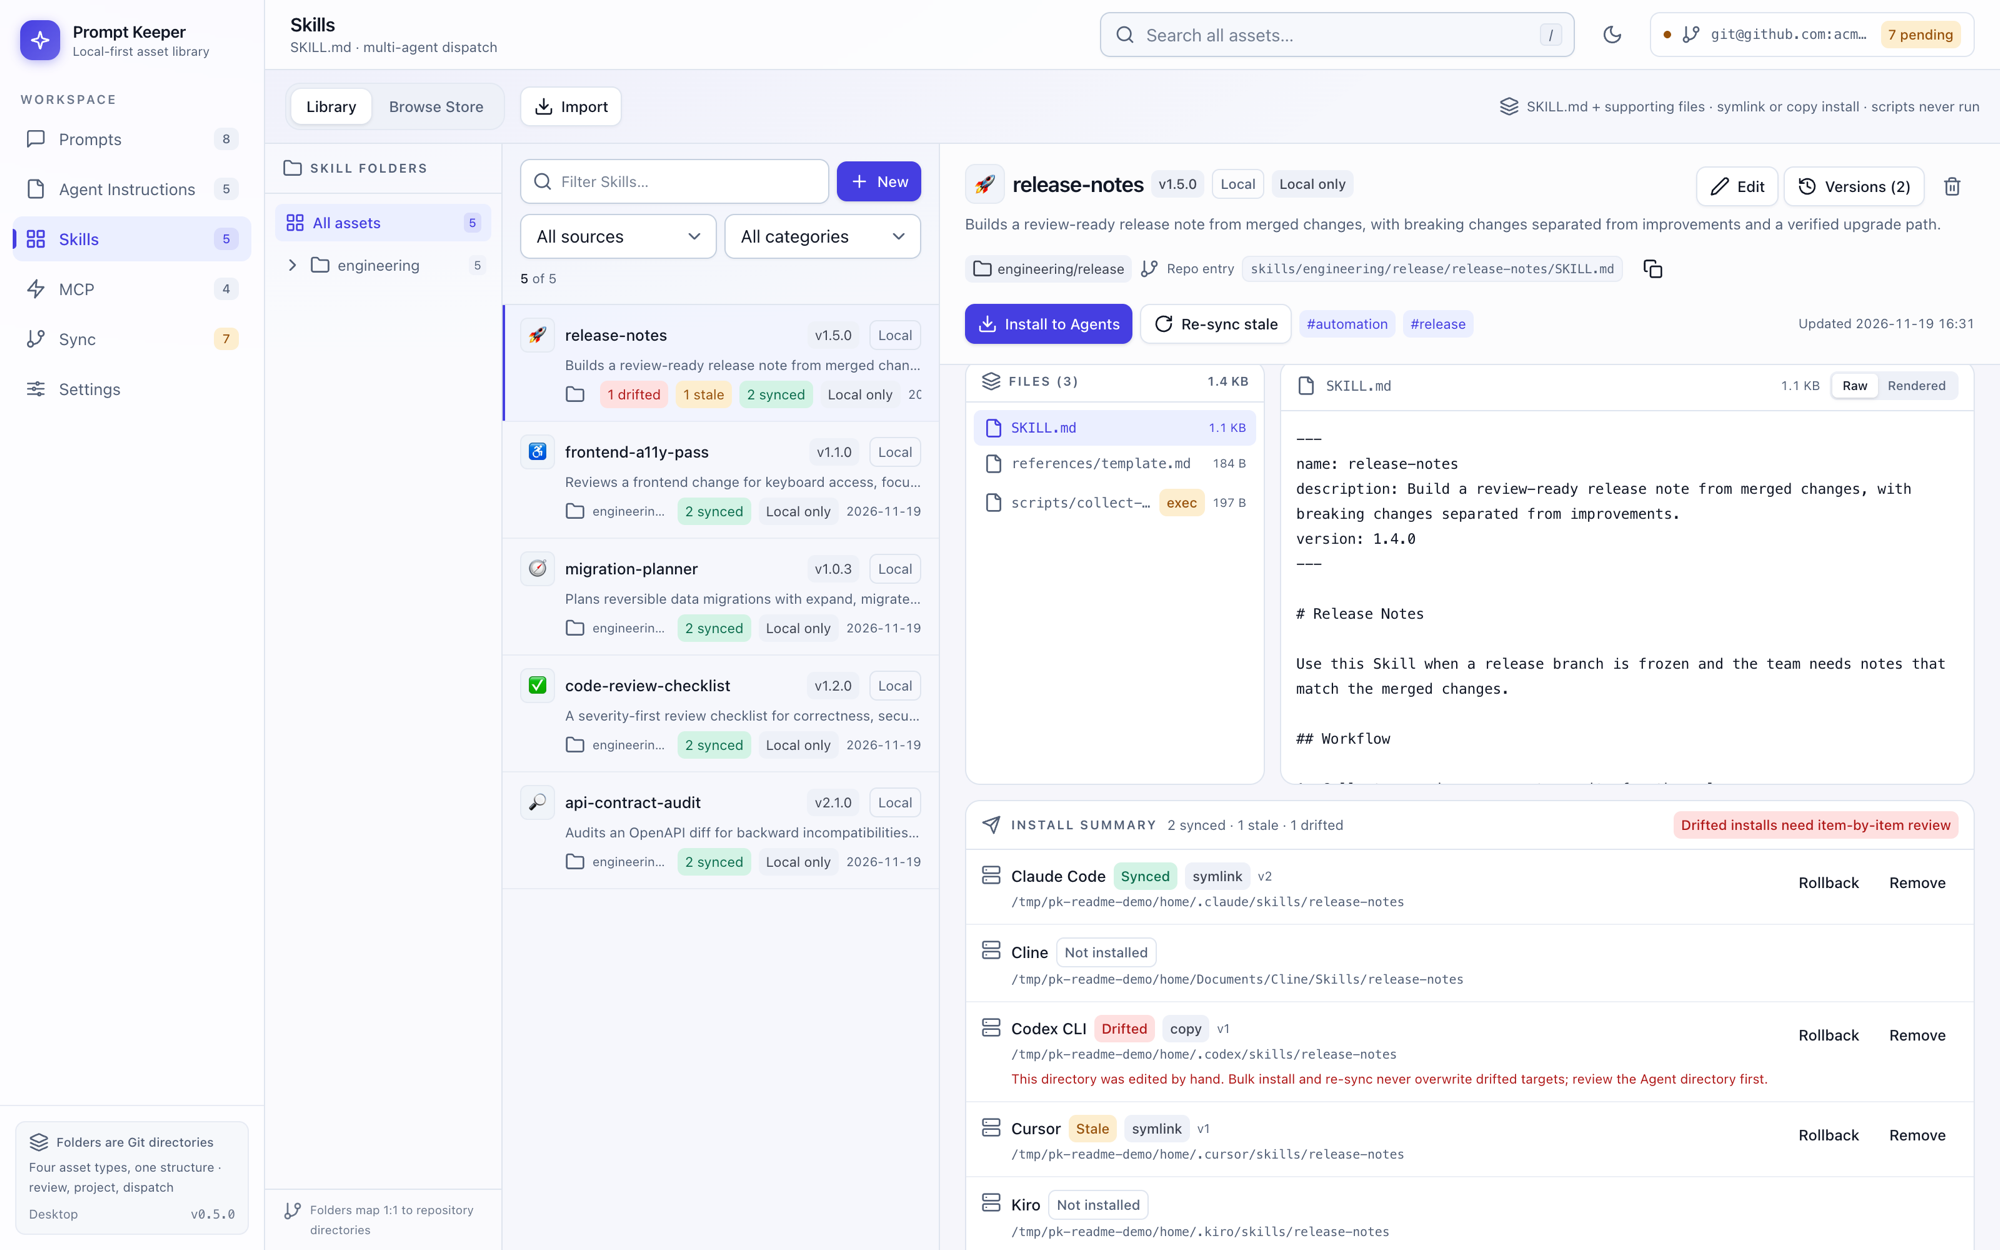 Prompt Keeper
Local-first asset library
WORKSPACE
Prompts 8
Agent Instructions 5
Skills 5
MCP 4
Sync 7
Settings
Folders are Git directories
Four asset types, one structure ·
review, project, dispatch
Desktop v0.5.0
Skills
SKILL.md · multi-agent dispatch
Search all assets... /
git@github.com:acm… 7 pending
Library Browse Store Import
SKILL.md + supporting files · symlink or copy install · scripts never run
SKILL FOLDERS
All assets 5
engineering 5
Folders map 1:1 to repository
directories
Filter Skills...
New
All sources All categories
5 of 5
release-notes v1.5.0 Local
Builds a review-ready release note from merged chan...
1 drifted 1 stale 2 synced Local only
frontend-a11y-pass v1.1.0 Local
Reviews a frontend change for keyboard access, focu...
engineerin... 2 synced Local only 2026-11-19
migration-planner v1.0.3 Local
Plans reversible data migrations with expand, migrate...
engineerin... 2 synced Local only 2026-11-19
code-review-checklist v1.2.0 Local
A severity-first review checklist for correctness, secu...
engineerin... 2 synced Local only 2026-11-19
api-contract-audit v2.1.0 Local
Audits an OpenAPI diff for backward incompatibilities...
engineerin... 2 synced Local only 2026-11-19
release-notes v1.5.0 Local Local only
Edit Versions (2)
Builds a review-ready release note from merged changes, with breaking changes separated from improvements and a verified upgrade path.
engineering/release Repo entry skills/engineering/release/release-notes/SKILL.md
Install to Agents Re-sync stale #automation #release Updated 2026-11-19 16:31
FILES (3) 1.4 KB
SKILL.md 1.1 KB
references/template.md 184 B
scripts/collect-… exec 197 B
SKILL.md 1.1 KB Raw Rendered
---
name: release-notes
description: Build a review-ready release note from merged changes, with
breaking changes separated from improvements.
version: 1.4.0
---
# Release Notes
Use this Skill when a release branch is frozen and the team needs notes that
match the merged changes.
## Workflow
INSTALL SUMMARY 2 synced · 1 stale · 1 drifted Drifted installs need item-by-item review
Claude Code Synced symlink v2
/tmp/pk-readme-demo/home/.claude/skills/release-notes
Rollback Remove
Cline Not installed
/tmp/pk-readme-demo/home/Documents/Cline/Skills/release-notes
Codex CLI Drifted copy v1
/tmp/pk-readme-demo/home/.codex/skills/release-notes
This directory was edited by hand. Bulk install and re-sync never overwrite drifted targets; review the Agent directory first.
Rollback Remove
Cursor Stale symlink v1
/tmp/pk-readme-demo/home/.cursor/skills/release-notes
Rollback Remove
Kiro Not installed
/tmp/pk-readme-demo/home/.kiro/skills/release-notes